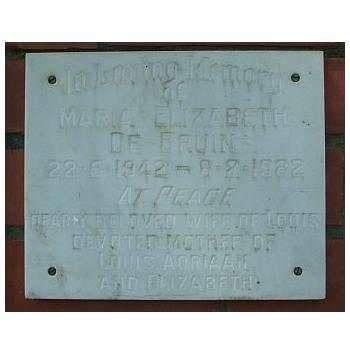 In Loving Memory
of
MARIA ELIZABETH
DE BRUIN
22-5-1942 - 8-2-1982
AT PEACE
DEARLY BELOVED WIFE OF LOUIS
DEVOTED MOTHER OF
LOUIS ADRIAAN
AND ELIZABETH